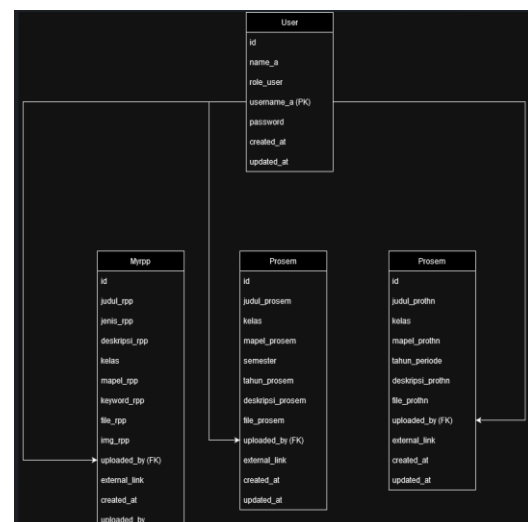 User
id
name_a
role_user
username_a (PK)
password
created_at
updated_at
Myrpp
id
judul_rpp
jenis_rpp
deskripsi_rpp
kelas
mapel_rpp
keyword_rpp
file_rpp
img_rpp
uploaded_by (FK)
external_link
created_at
uploaded_by
Prosem
id
judul_prosem
kelas
mapel_prosem
semester
tahun_prosem
deskripsi_prosem
file_prosem
uploaded_by (FK)
external_link
created_at
updated_at
Prosem
id
judul_prothn
kelas
mapel_prothn
tahun_periode
deskripsi_prothn
file_prothn
uploaded_by (FK)
external_link
created_at
updated_at